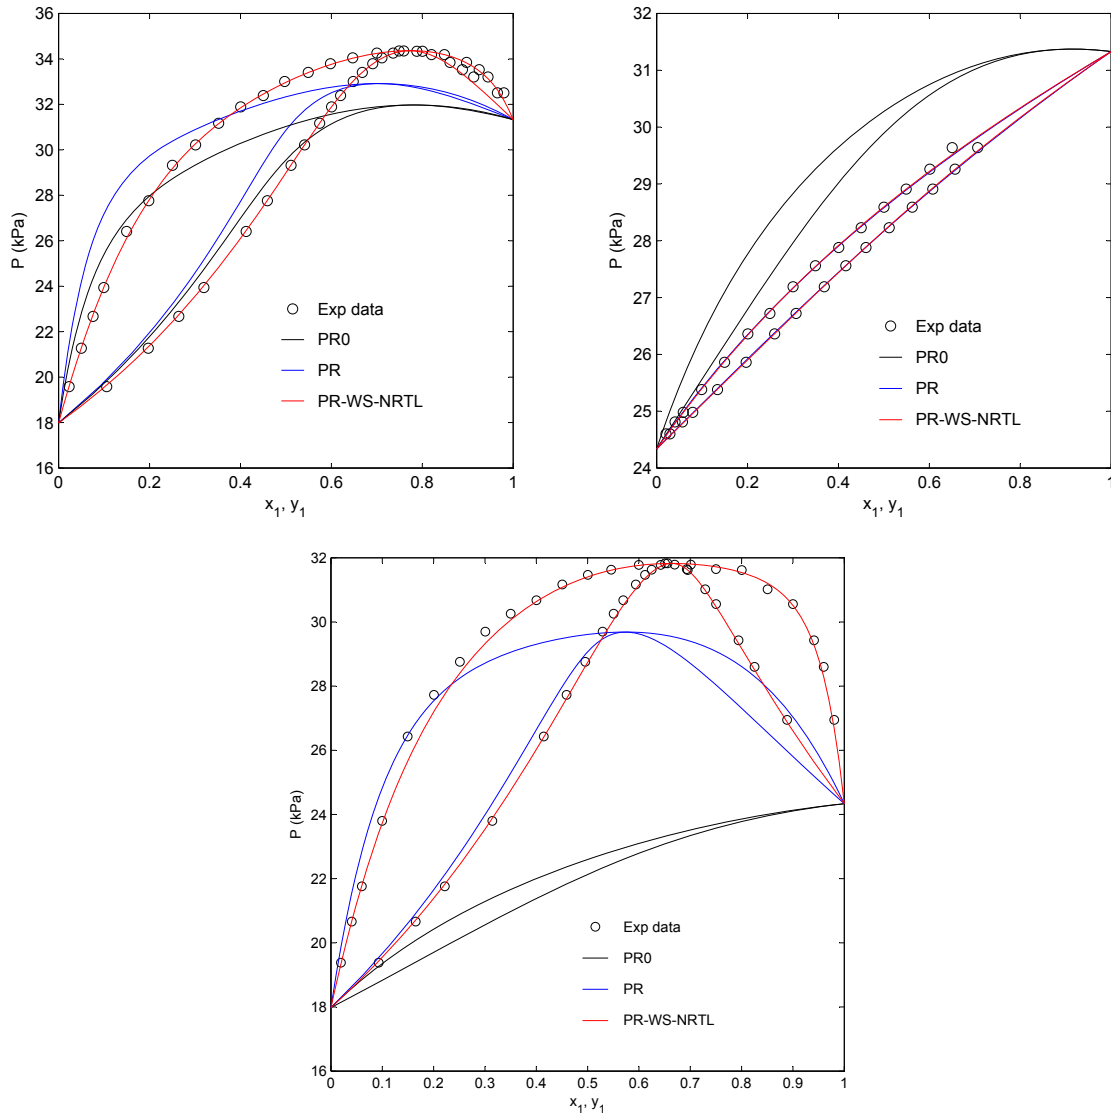 36
34
32
30
28
26
24
22
20
18
16
P (kPa)
Exp data
PR0
PR
PR-WS-NRTL
0 0.2 0.4 0.6 0.8 1
x1, y1
32
31
30
29
28
27
26
25
24
P (kPa)
Exp data
PR0
PR
PR-WS-NRTL
0 0.2 0.4 0.6 0.8 1
x1, y1
32
30
28
26
24
22
20
18
16
P (kPa)
Exp data
PR0
PR
PR-WS-NRTL
0 0.1 0.2 0.3 0.4 0.5 0.6 0.7 0.8 0.9 1
x1, y1